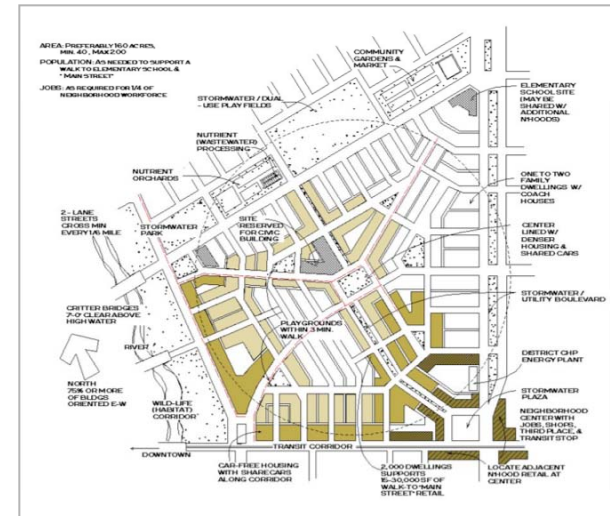 AREA: PREFERABLY 160 ACRES,
MIN. 40, MAX 200
POPULATION: AS NEEDED TO SUPPORT A
WALK TO ELEMENTARY SCHOOL &
"MAIN STREET"
JOBS: AS REQUIRED FOR 1/4 OF
NEIGHBORHOOD WORKFORCE
COMMUNITY
GARDENS &
MARKET
STORMWATER / DUAL
- USE PLAY FIELDS
ELEMENTARY
SCHOOL SITE
(MAY BE
SHARED W/
ADDITIONAL
N'HOODS)
NUTRIENT
(WASTEWATER)
PROCESSING
NUTRIENT
ORCHARDS
ONE TO TWO
FAMILY
DWELLINGS W/
COACH
HOUSES
2 - LANE
STREETS
CROSS MIN
EVERY 1/6 MILE
STORMWATER
PARK
SITE
RESERVED
FOR CIVIC
BUILDING
CENTER
LINED W/
DENSER
HOUSING &
SHARED CARS
STORMWATER /
UTILITY BOULEVARD
CRITTER BRIDGES
7'-0" CLEAR ABOVE
HIGH WATER
PLAYGROUNDS
WITHIN 3 MIN.
WALK
RIVER
DISTRICT CHP
ENERGY PLANT
NORTH
75% OR MORE
OF BLDGS
ORIENTED E-W
WILD-LIFE
(HABITAT)
CORRIDOR
STORMWATER
PLAZA
NEIGHBORHOOD
CENTER WITH
JOBS, SHOPS,
THIRD PLACE, &
TRANSIT STOP
TRANSIT CORRIDOR
DOWNTOWN
CAR-FREE HOUSING
WITH SHARECARS
ALONG CORRIDOR
2,000 DWELLINGS
SUPPORTS
15-30,000 SF OF
WALK-TO "MAIN
STREET" RETAIL
LOCATE ADJACENT
N'HOOD RETAIL AT
CENTER